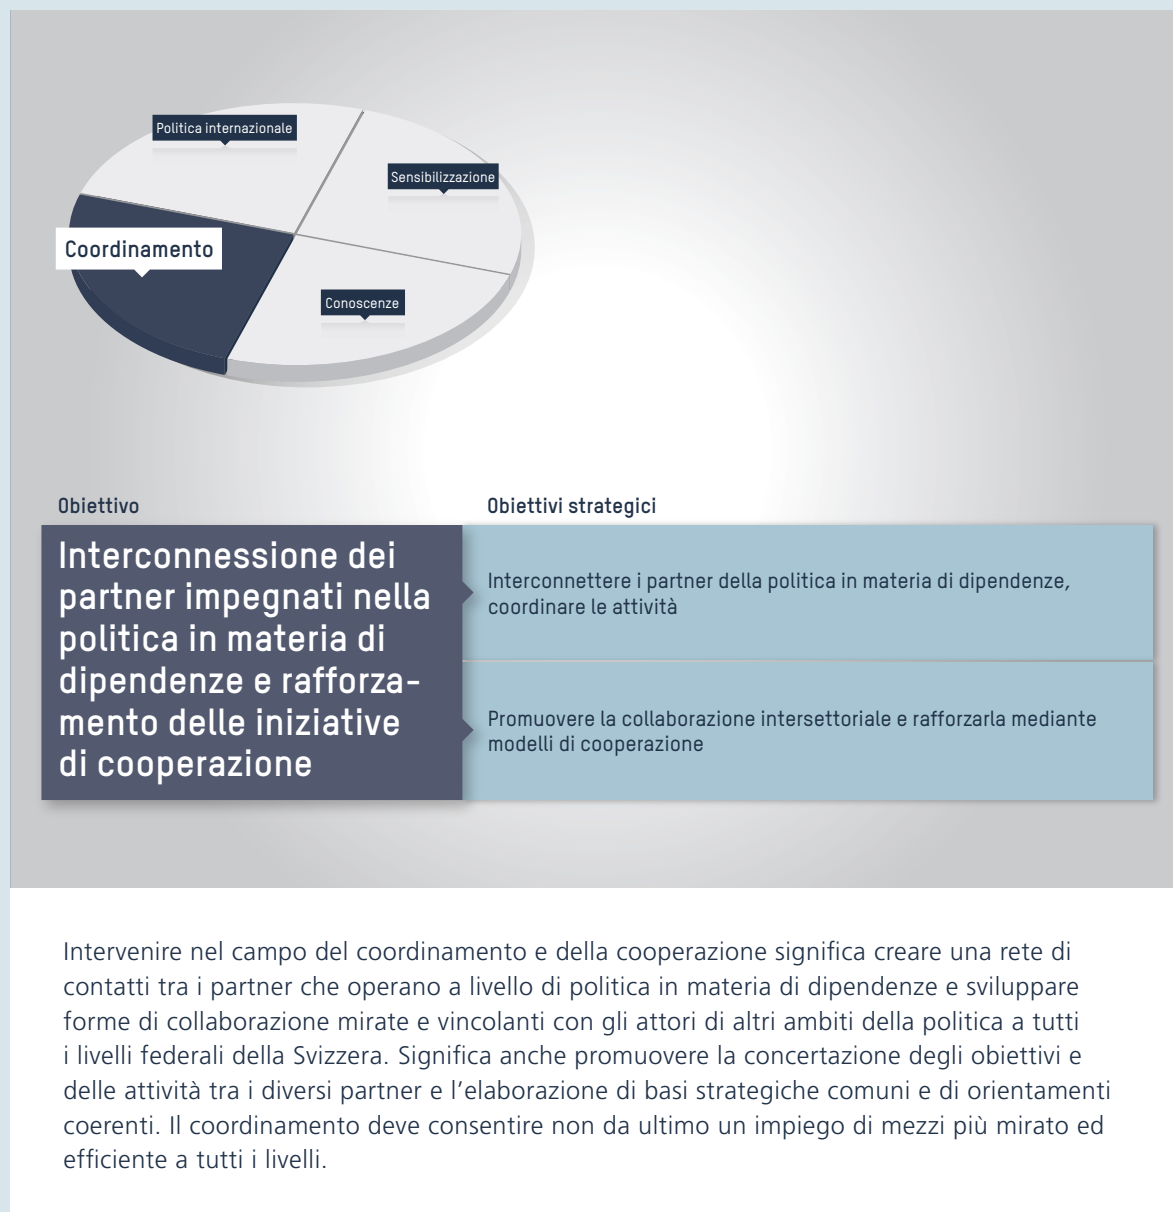 Politica internazionale
Sensibilizzazione
Coordinamento
Conoscenze
Obiettivo
Interconnessione dei
partner impegnati nella
politica in materia di
dipendenze e rafforza-
mento delle iniziative
di cooperazione
Obiettivi strategici
Interconnettere i partner della politica in materia di dipendenze,
coordinare le attività
Promuovere la collaborazione intersettoriale e rafforzarla mediante
modelli di cooperazione
Intervenire nel campo del coordinamento e della cooperazione significa creare una rete di
contatti tra i partner che operano a livello di politica in materia di dipendenze e sviluppare
forme di collaborazione mirate e vincolanti con gli attori di altri ambiti della politica a tutti
i livelli federali della Svizzera. Significa anche promuovere la concertazione degli obiettivi e
delle attività tra i diversi partner e l’elaborazione di basi strategiche comuni e di orientamenti
coerenti. Il coordinamento deve consentire non da ultimo un impiego di mezzi più mirato ed
efficiente a tutti i livelli.